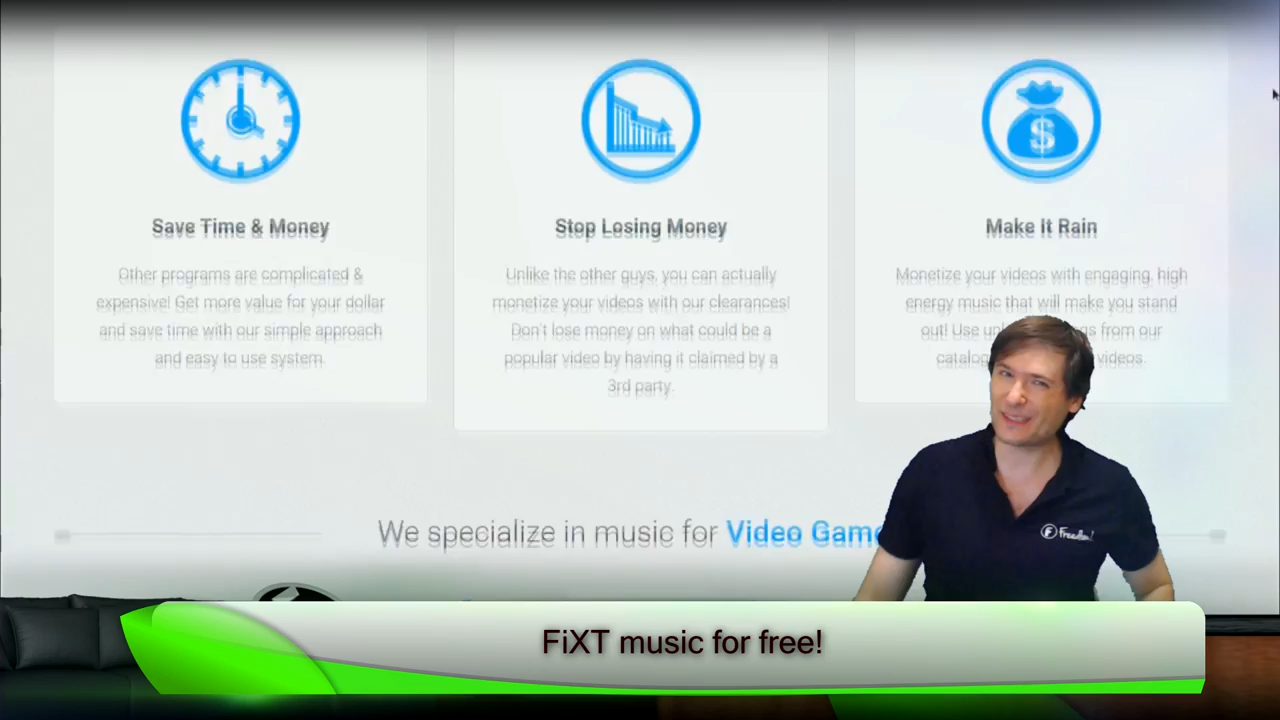 Save Time & Money
Other programs are complicated &
expensive! Get more value for your dollar
and save time with our simple approach
and easy to use system.
Stop Losing Money
Unlike the other guys, you can actually
monetize your videos with our clearances!
Don't lose money on what could be a
popular video by having it claimed by a
3rd party.
Make It Rain
Monetize your videos with engaging, high
energy music that will make you stand
out! Use gs from our
videos.
We specialize in music for Video Gam
F Freedom!
FiXT music for free!